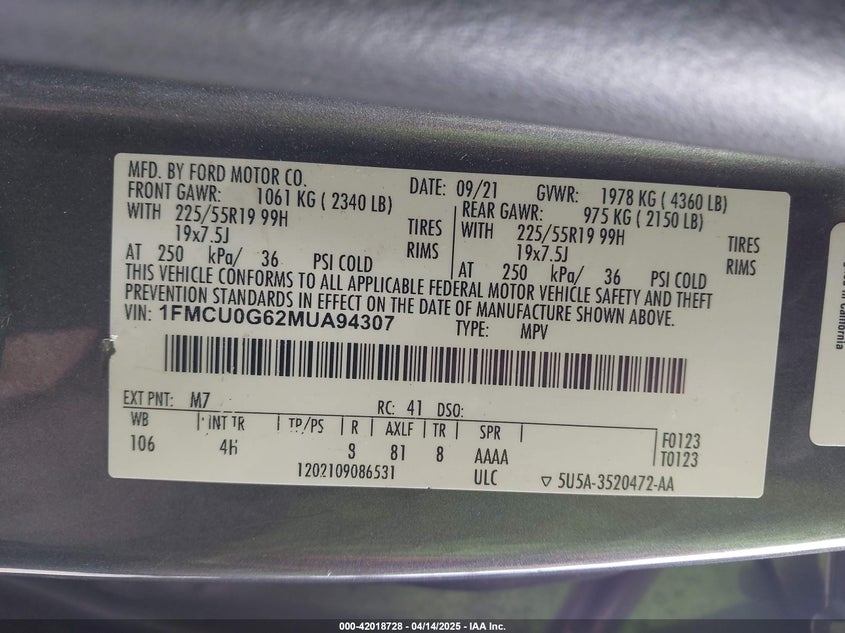 MFD. BY FORD MOTOR CO. DATE: 09/21 GVWR: 1978 KG ( 4360 LB)
FRONT GAWR: 1061 KG ( 2340 LB) REAR GAWR: 975 KG ( 2150 LB)
WITH 225/55R19 99H TIRES WITH 225/55R19 99H TIRES
19x7.5J RIMS 19x7.5J RIMS
AT 250 kPa/ 36 PSI COLD AT 250 kPa/ 36 PSI COLD
THIS VEHICLE CONFORMS TO ALL APPLICABLE FEDERAL MOTOR VEHICLE SAFETY AND THEFT
PREVENTION STANDARDS IN EFFECT ON THE DATE OF MANUFACTURE SHOWN ABOVE.
VIN: 1FMCU0G62MUA94307 TYPE: MPV
EXT PNT: M7 RC: 41 DSO:
WB INT TR TP/PS R AXLE TR SPR F0123
106 4H 9 81 8 AAAA T0123
1202109086531 ULC 5U5A-3520472-AA
in California
000-42018728 - 04/14/2025 - IAA Inc.